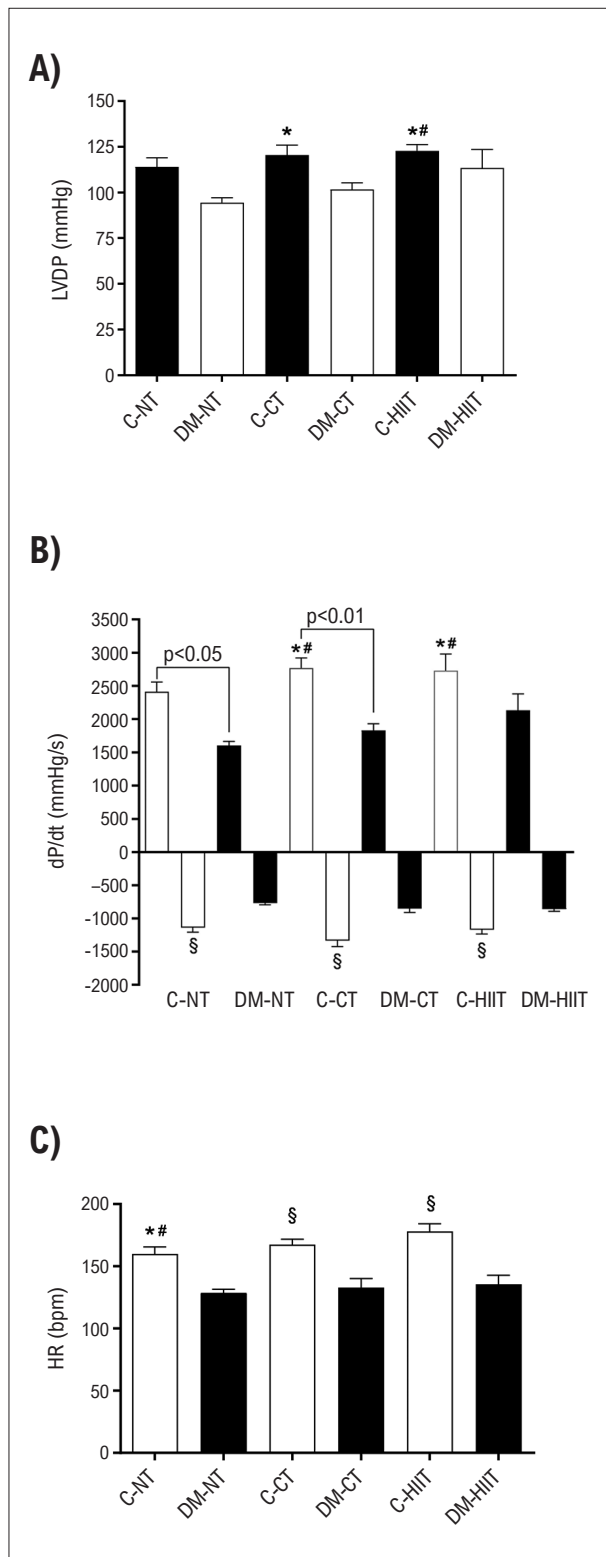 A)
150
125
100
75
50
25
0
LVDP (mmHg)
*
*#
C-NT
DM-NT
C-CT
DM-CT
C-HIIT
DM-HIIT
B)
3500
3000
2500
2000
1500
1000
500
0
-500
-1000
-1500
-2000
dP/dt (mmHg/s)
p<0.05
p<0.01
*#
*#
§
§
§
C-NT DM-NT C-CT DM-CT C-HIIT DM-HIIT
C)
200
150
100
50
0
HR (bpm)
*#
§
§
C-NT
DM-NT
C-CT
DM-CT
C-HIIT
DM-HIIT